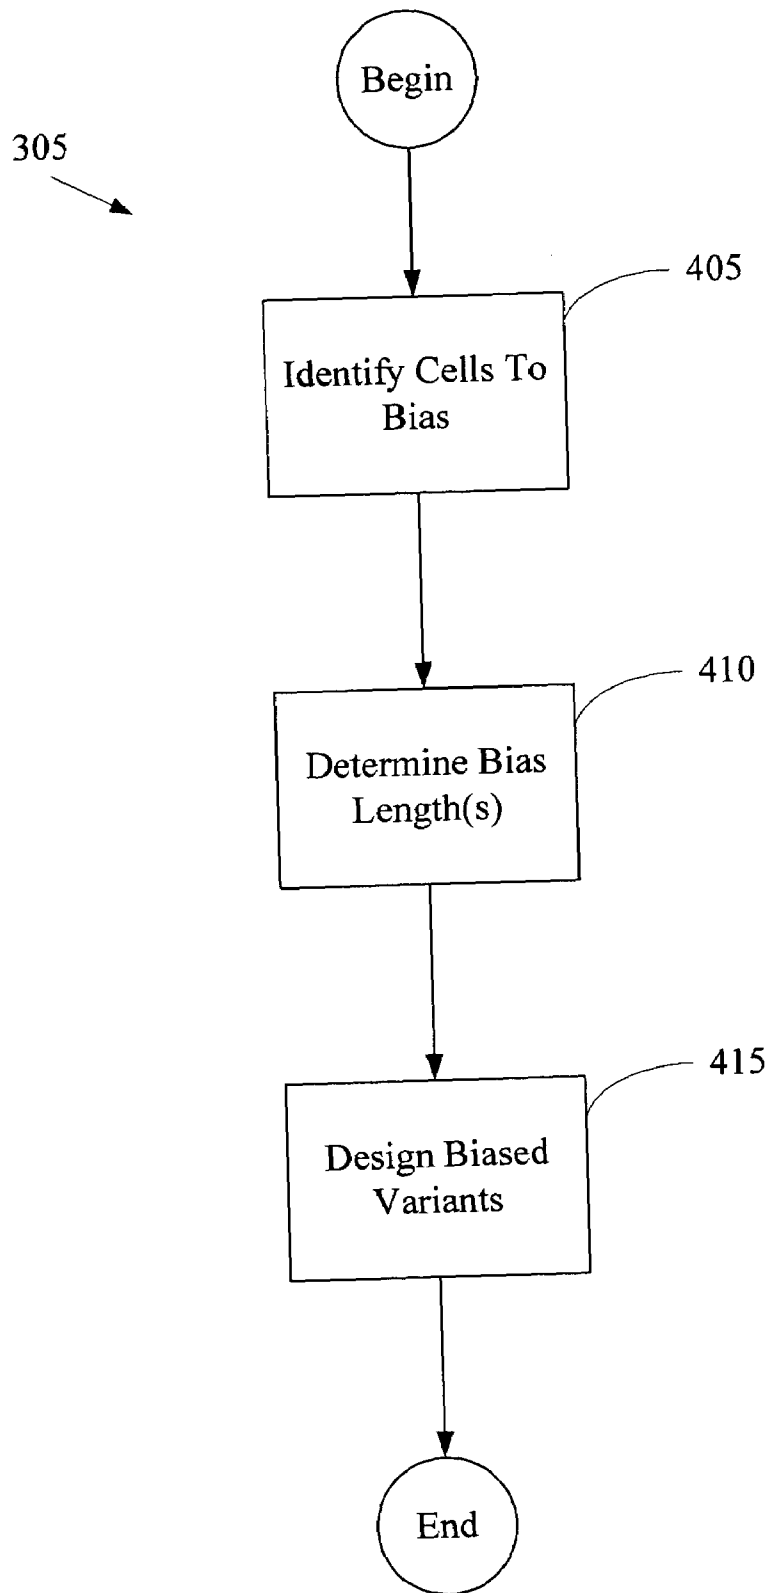 Begin
305
405
Identify Cells To
Bias
410
Determine Bias
Length(s)
415
Design Biased
Variants
End